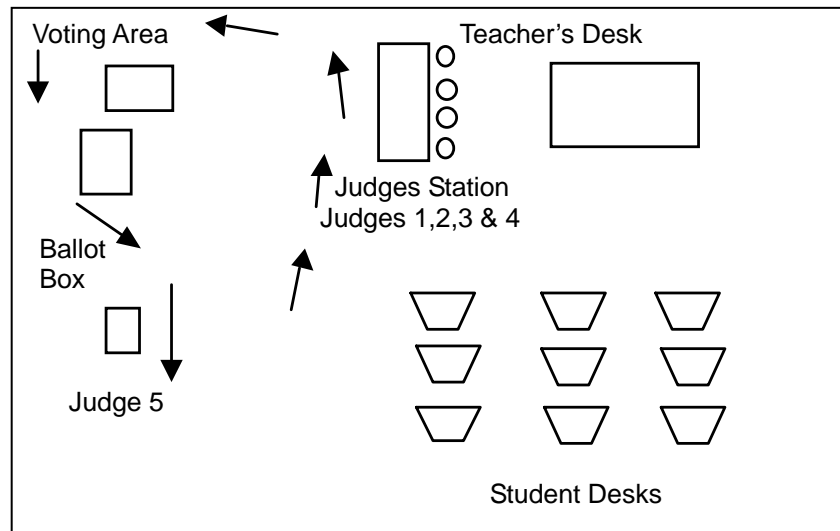 Voting Area
Teacher’s Desk
Judges Station
Judges 1,2,3 & 4
Ballot
Box
Judge 5
Student Desks